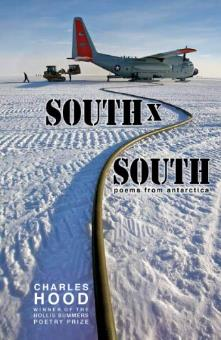 SOUTH x
SOUTH
poems from antarctica
CHARLES
HOOD
WINNER OF THE
HOLLIS SUMMERS
POETRY PRIZE